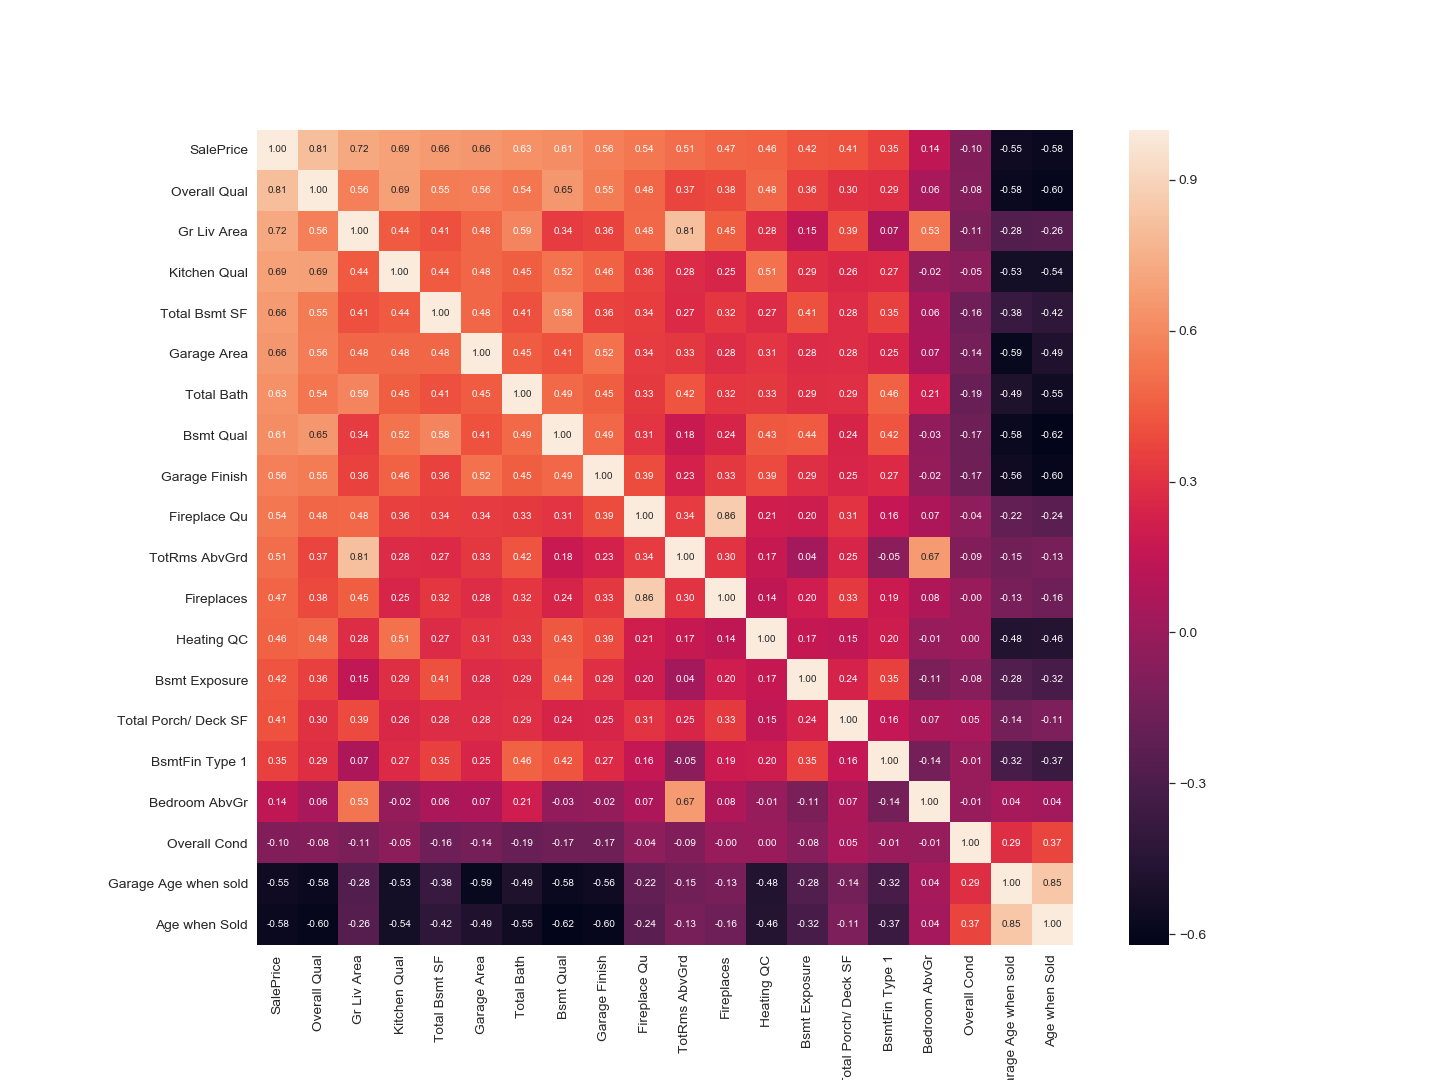 SalePrice 1.00 0.81 0.72 0.69 0.66 0.66 0.63 0.61 0.56 0.54 0.51 0.47 0.46 0.42 0.41 0.35 0.14 -0.10 -0.55 -0.58
0.9
Overall Qual 0.81 1.00 0.56 0.69 0.55 0.56 0.54 0.65 0.55 0.48 0.37 0.38 0.48 0.36 0.30 0.29 0.06 -0.08 -0.58 -0.60
Gr Liv Area 0.72 0.56 1.00 0.44 0.41 0.48 0.59 0.34 0.36 0.48 0.81 0.45 0.28 0.15 0.39 0.07 0.53 -0.11 -0.28 -0.26
Kitchen Qual 0.69 0.69 0.44 1.00 0.44 0.48 0.45 0.52 0.46 0.36 0.28 0.25 0.51 0.29 0.26 0.27 -0.02 -0.05 -0.53 -0.54
Total Bsmt SF 0.66 0.55 0.41 0.44 1.00 0.48 0.41 0.58 0.36 0.34 0.27 0.32 0.27 0.41 0.28 0.35 0.06 -0.16 -0.38 -0.42
0.6
Garage Area 0.66 0.56 0.48 0.48 0.48 1.00 0.45 0.41 0.52 0.34 0.33 0.28 0.31 0.28 0.28 0.25 0.07 -0.14 -0.59 -0.49
Total Bath 0.63 0.54 0.59 0.45 0.41 0.45 1.00 0.49 0.45 0.33 0.42 0.32 0.33 0.29 0.29 0.46 0.21 -0.19 -0.49 -0.55
Bsmt Qual 0.61 0.65 0.34 0.52 0.58 0.41 0.49 1.00 0.49 0.31 0.18 0.24 0.43 0.44 0.24 0.42 -0.03 -0.17 -0.58 -0.62
Garage Finish 0.56 0.55 0.36 0.46 0.36 0.52 0.45 0.49 1.00 0.39 0.23 0.33 0.39 0.29 0.25 0.27 -0.02 -0.17 -0.56 -0.60
0.3
Fireplace Qu 0.54 0.48 0.48 0.36 0.34 0.34 0.33 0.31 0.39 1.00 0.34 0.86 0.21 0.20 0.31 0.16 0.07 -0.04 -0.22 -0.24
TotRms AbvGrd 0.51 0.37 0.81 0.28 0.27 0.33 0.42 0.18 0.23 0.34 1.00 0.30 0.17 0.04 0.25 -0.05 0.67 -0.09 -0.15 -0.13
Fireplaces 0.47 0.38 0.45 0.25 0.32 0.28 0.32 0.24 0.33 0.86 0.30 1.00 0.14 0.20 0.33 0.19 0.08 -0.00 -0.13 -0.16
0.0
Heating QC 0.46 0.48 0.28 0.51 0.27 0.31 0.33 0.43 0.39 0.21 0.17 0.14 1.00 0.17 0.15 0.20 -0.01 0.00 -0.48 -0.46
Bsmt Exposure 0.42 0.36 0.15 0.29 0.41 0.28 0.29 0.44 0.29 0.20 0.04 0.20 0.17 1.00 0.24 0.35 -0.11 -0.08 -0.28 -0.32
Total Porch/ Deck SF 0.41 0.30 0.39 0.26 0.28 0.28 0.29 0.24 0.25 0.31 0.25 0.33 0.15 0.24 1.00 0.16 0.07 0.05 -0.14 -0.11
BsmtFin Type 1 0.35 0.29 0.07 0.27 0.35 0.25 0.46 0.42 0.27 0.16 -0.05 0.19 0.20 0.35 0.16 1.00 -0.14 -0.01 -0.32 -0.37
−0.3
Bedroom AbvGr 0.14 0.06 0.53 -0.02 0.06 0.07 0.21 -0.03 -0.02 0.07 0.67 0.08 -0.01 -0.11 0.07 -0.14 1.00 -0.01 0.04 0.04
Overall Cond -0.10 -0.08 -0.11 -0.05 -0.16 -0.14 -0.19 -0.17 -0.17 -0.04 -0.09 -0.00 0.00 -0.08 0.05 -0.01 -0.01 1.00 0.29 0.37
Garage Age when sold -0.55 -0.58 -0.28 -0.53 -0.38 -0.59 -0.49 -0.58 -0.56 -0.22 -0.15 -0.13 -0.48 -0.28 -0.14 -0.32 0.04 0.29 1.00 0.85
Age when Sold -0.58 -0.60 -0.26 -0.54 -0.42 -0.49 -0.55 -0.62 -0.60 -0.24 -0.13 -0.16 -0.46 -0.32 -0.11 -0.37 0.04 0.37 0.85 1.00
−0.6
SalePrice
Overall Qual
Gr Liv Area
Kitchen Qual
Total Bsmt SF
Garage Area
Total Bath
Bsmt Qual
Garage Finish
Fireplace Qu
TotRms AbvGrd
Fireplaces
Heating QC
Bsmt Exposure
otal Porch/ Deck SF
BsmtFin Type 1
Bedroom AbvGr
Overall Cond
arage Age when sold
Age when Sold